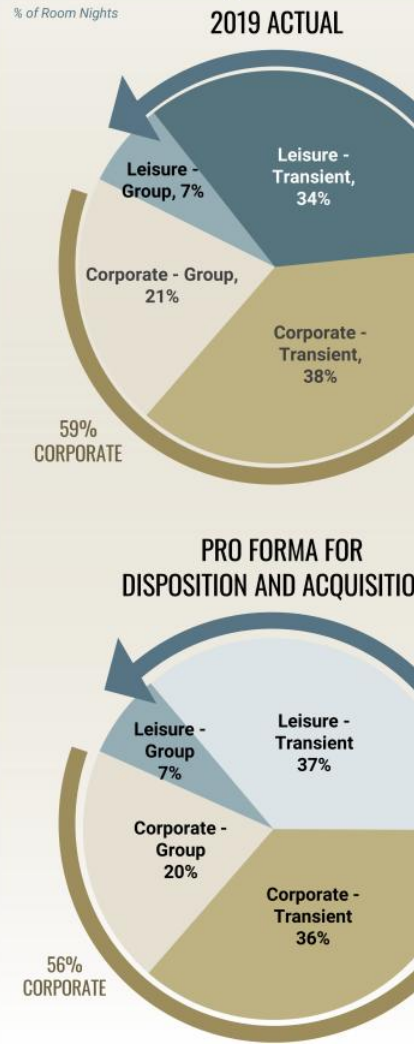 % of Room Nights
2019 ACTUAL
Leisure -
Transient,
34%
Leisure -
Group, 7%
Corporate - Group,
21%
Corporate -
Transient,
38%
59%
CORPORATE
PRO FORMA FOR
DISPOSITION AND ACQUISITIO
Leisure -
Transient
37%
Leisure -
Group
7%
Corporate -
Group
20%
Corporate -
Transient
36%
56%
CORPORATE